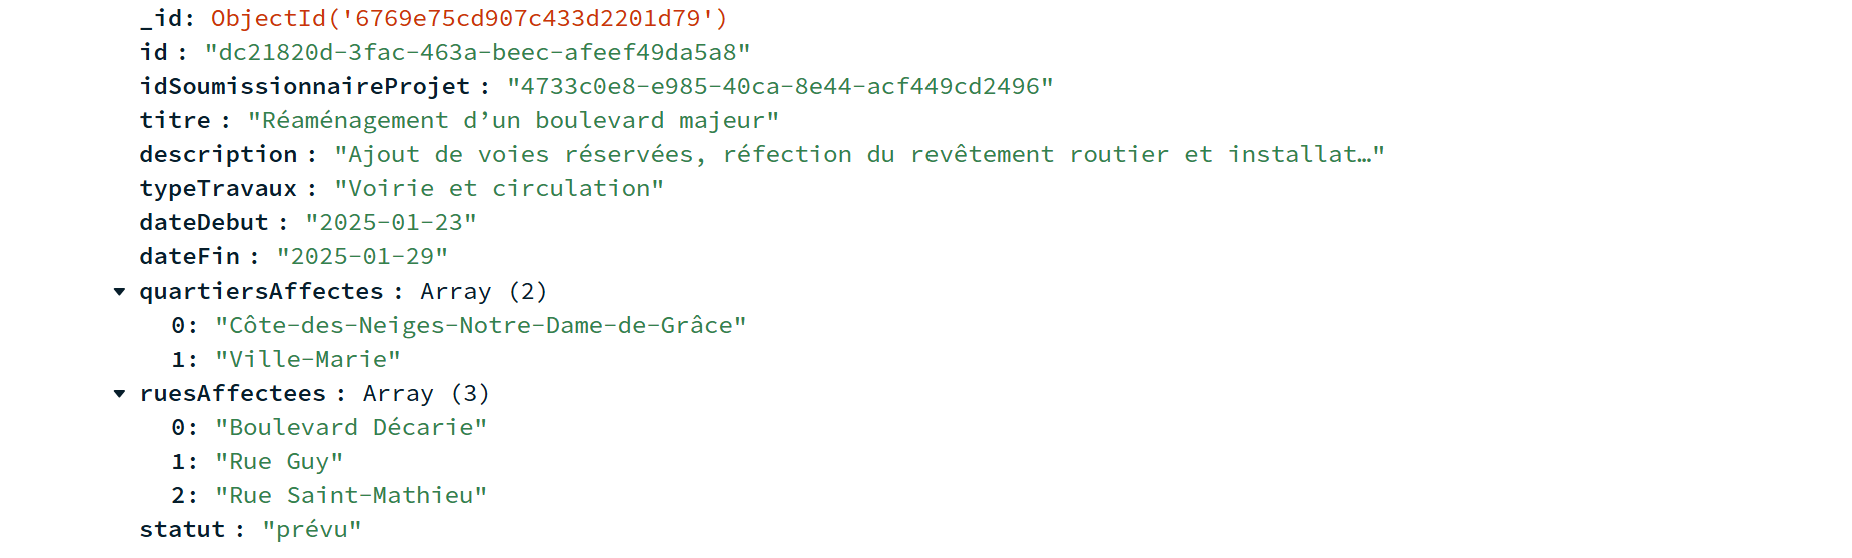 _id: ObjectId('6769e75cd907c433d2201d79')
id : "dc21820d-3fac-463a-beec-afeef49da5a8"
idSoumissionnaireProjet : "4733c0e8-e985-40ca-8e44-acf449cd2496"
titre : "Réaménagement d’un boulevard majeur"
description : "Ajout de voies réservées, réfection du revêtement routier et installat…"
typeTravaux : "Voirie et circulation"
dateDebut : "2025-01-23"
dateFin : "2025-01-29"
quartiersAffectes : Array (2)
0: "Côte-des-Neiges-Notre-Dame-de-Grâce"
1: "Ville-Marie"
ruesAffectees : Array (3)
0: "Boulevard Décarie"
1: "Rue Guy"
2: "Rue Saint-Mathieu"
statut : "prévu"